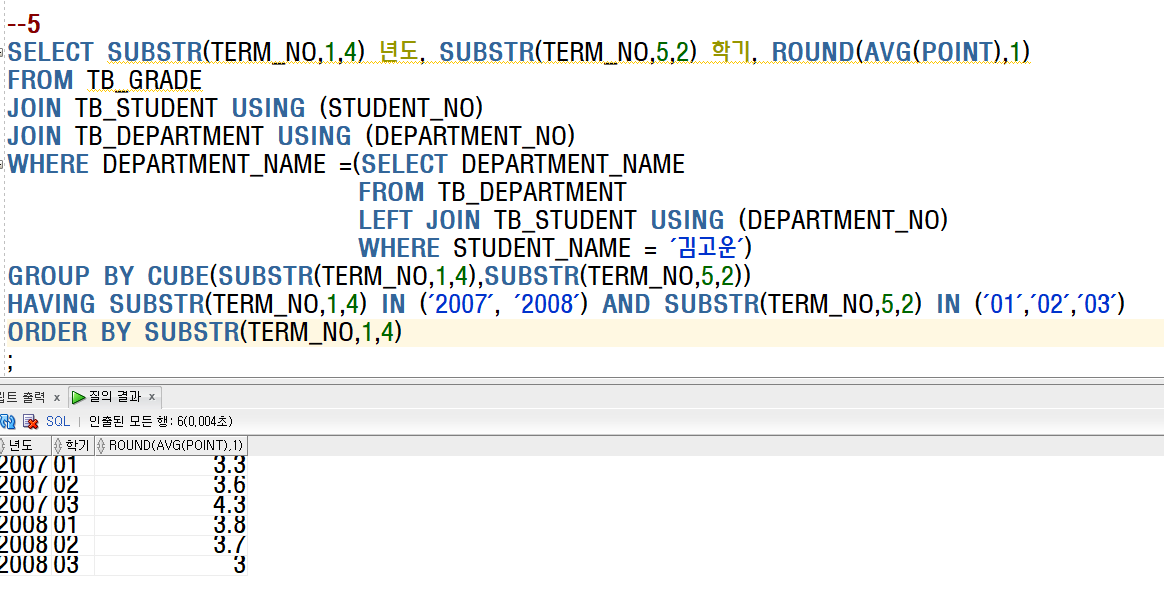 --5
SELECT SUBSTR(TERM_NO,1,4) 년도, SUBSTR(TERM_NO,5,2) 학기, ROUND(AVG(POINT),1)
FROM TB_GRADE
JOIN TB_STUDENT USING (STUDENT_NO)
JOIN TB_DEPARTMENT USING (DEPARTMENT_NO)
WHERE DEPARTMENT_NAME =(SELECT DEPARTMENT_NAME
FROM TB_DEPARTMENT
LEFT JOIN TB_STUDENT USING (DEPARTMENT_NO)
WHERE STUDENT_NAME = '김고운')
GROUP BY CUBE(SUBSTR(TERM_NO,1,4),SUBSTR(TERM_NO,5,2))
HAVING SUBSTR(TERM_NO,1,4) IN ('2007', '2008') AND SUBSTR(TERM_NO,5,2) IN ('01','02','03')
ORDER BY SUBSTR(TERM_NO,1,4)
;
립트 출력 x 질의 결과 x
SQL | 인출된 모든 행: 6(0,004초)
년도 학기 ROUND(AVG(POINT),1)
2007 01 3.3
2007 02 3.6
2007 03 4.3
2008 01 3.8
2008 02 3.7
2008 03 3